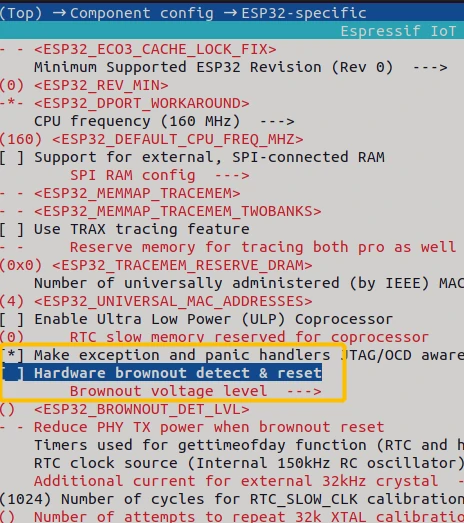 (Top) → Component config → ESP32-specific
Espressif IoT
- - <ESP32_ECO3_CACHE_LOCK_FIX>
Minimum Supported ESP32 Revision (Rev 0) --->
(0) <ESP32_REV_MIN>
-*- <ESP32_DPORT_WORKAROUND>
CPU frequency (160 MHz) --->
(160) <ESP32_DEFAULT_CPU_FREQ_MHZ>
[ ] Support for external, SPI-connected RAM
SPI RAM config --->
- - <ESP32_MEMMAP_TRACEMEM>
- - <ESP32_MEMMAP_TRACEMEM_TWOBANKS>
[ ] Use TRAX tracing feature
- - Reserve memory for tracing both pro as well
(0x0) <ESP32_TRACEMEM_RESERVE_DRAM>
Number of universally administered (by IEEE) MAC
(4) <ESP32_UNIVERSAL_MAC_ADDRESSES>
[ ] Enable Ultra Low Power (ULP) Coprocessor
(0) RTC slow memory reserved for coprocessor
[*] Make exception and panic handlers JTAG/OCD aware
[ ] Hardware brownout detect & reset
Brownout voltage level --->
() <ESP32_BROWNOUT_DET_LVL>
- - Reduce PHY TX power when brownout reset
Timers used for gettimeofday function (RTC and h
RTC clock source (Internal 150kHz RC oscillator)
Additional current for external 32kHz crystal -
(1024) Number of cycles for RTC_SLOW_CLK calibration
() Number of attempts to repeat 32k XTAL calibration